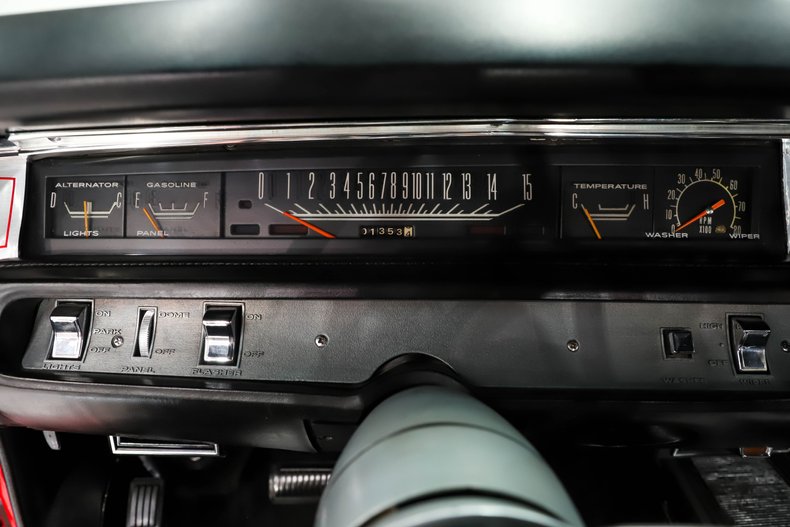 ALTERNATOR
D C
LIGHTS
GASOLINE
E F
PANEL
0 1 2 3 4 5 6 7 8 9 10 11 12 13 14 15
01353
TEMPERATURE
C H
WASHER
0 10 20 30 40 50 60 70 80
RPM
X100
WIPER
ON
PARK
OFF
LIGHTS
DOME
OFF
PANEL
ON
OFF
FLASHER
WASHER
HIGH
OFF
WIPER